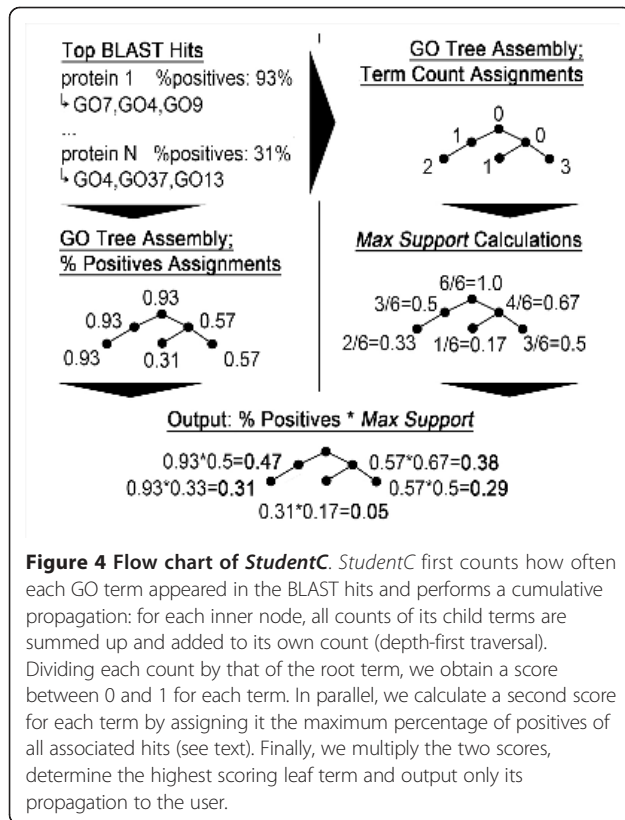 Top BLAST Hits
protein 1 %positives: 93%
↳ GO7,GO4,GO9
...
protein N %positives: 31%
↳ GO4,GO37,GO13
GO Tree Assembly;
Term Count Assignments
0
1
0
2
1
3
GO Tree Assembly;
% Positives Assignments
0.93
0.93
0.57
0.93
0.31
0.57
Max Support Calculations
6/6=1.0
3/6=0.5
4/6=0.67
2/6=0.33
1/6=0.17
3/6=0.5
Output: % Positives * Max Support
0.93*0.5=0.47
0.57*0.67=0.38
0.93*0.33=0.31
0.57*0.5=0.29
0.31*0.17=0.05
Figure 4 Flow chart of StudentC. StudentC first counts how often
each GO term appeared in the BLAST hits and performs a cumulative
propagation: for each inner node, all counts of its child terms are
summed up and added to its own count (depth-first traversal).
Dividing each count by that of the root term, we obtain a score
between 0 and 1 for each term. In parallel, we calculate a second score
for each term by assigning it the maximum percentage of positives of
all associated hits (see text). Finally, we multiply the two scores,
determine the highest scoring leaf term and output only its
propagation to the user.